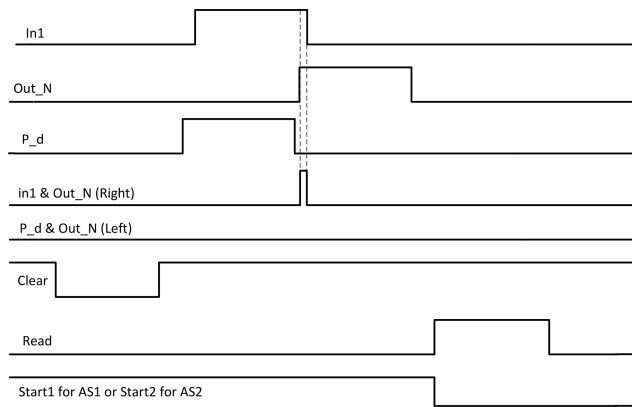 In1
Out_N
P_d
in1 & Out_N (Right)
P_d & Out_N (Left)
Clear
Read
Start1 for AS1 or Start2 for AS2